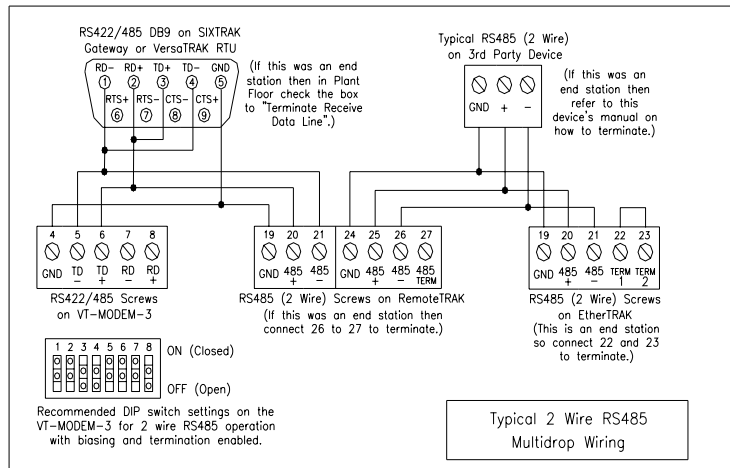 RS422/485 DB9 on SIXTRAK
Gateway or VersaTRAK RTU
RD- RD+ TD+ TD- GND
1 2 3 4 5
RTS+ RTS- CTS- CTS+
6 7 8 9
(If this was an end
station then in Plant
Floor check the box
to "Terminate Receive
Data Line".)
Typical RS485 (2 Wire)
on 3rd Party Device
GND + -
(If this was an
end station then
refer to this
device's manual on
how to terminate.)
4 5 6 7 8
GND TD - TD + RD - RD +
RS422/485 Screws
on VT-MODEM-3
19 20 21 24 25 26 27
GND 485 + 485 - GND 485 + 485 - 485 TERM
RS485 (2 Wire) Screws on RemoteTRAK
(If this was an end station then
connect 26 to 27 to terminate.)
19 20 21 22 23
GND 485 + 485 - TERM 1 TERM 2
RS485 (2 Wire) Screws
on EtherTRAK
(This is an end station
so connect 22 and 23
to terminate.)
1 2 3 4 5 6 7 8
ON (Closed)
OFF (Open)
Recommended DIP switch settings on the
VT-MODEM-3 for 2 wire RS485 operation
with biasing and termination enabled.
Typical 2 Wire RS485
Multidrop Wiring